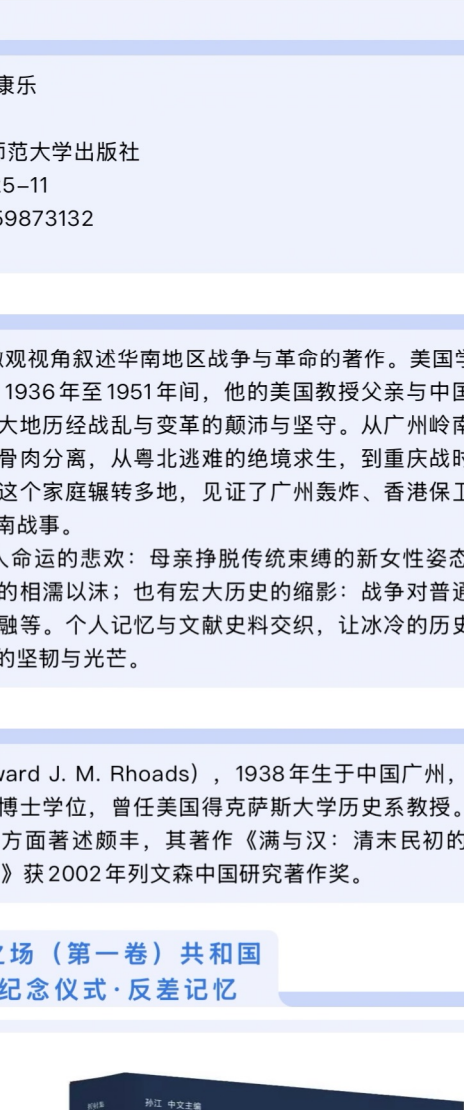 康乐
范大学出版社
5-11
59873132
观视角叙述华南地区战争与革命的著作。美国学
1936年至1951年间，他的美国教授父亲与中国
大地历经战乱与变革的颠沛与坚守。从广州岭南
骨肉分离，从粤北逃难的绝境求生，到重庆战时
这个家庭辗转多地，见证了广州轰炸、香港保卫
南战事。
人命运的悲欢：母亲挣脱传统束缚的新女性姿态
的相濡以沫；也有宏大历史的缩影：战争对普通
融等。个人记忆与文献史料交织，让冰冷的历史
的坚韧与光芒。
ward J. M. Rhoads），1938年生于中国广州，
博士学位，曾任美国得克萨斯大学历史系教授。
方面著述颇丰，其著作《满与汉：清末民初的
》获2002年列文森中国研究著作奖。
之场（第一卷）共和国
纪念仪式·反差记忆
孙江 中文主编